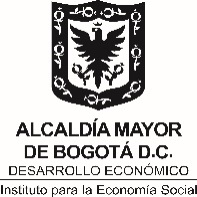 ALCALDÍA MAYOR
DE BOGOTÁ D.C.
DESARROLLO ECONÓMICO
Instituto para la Economía Social